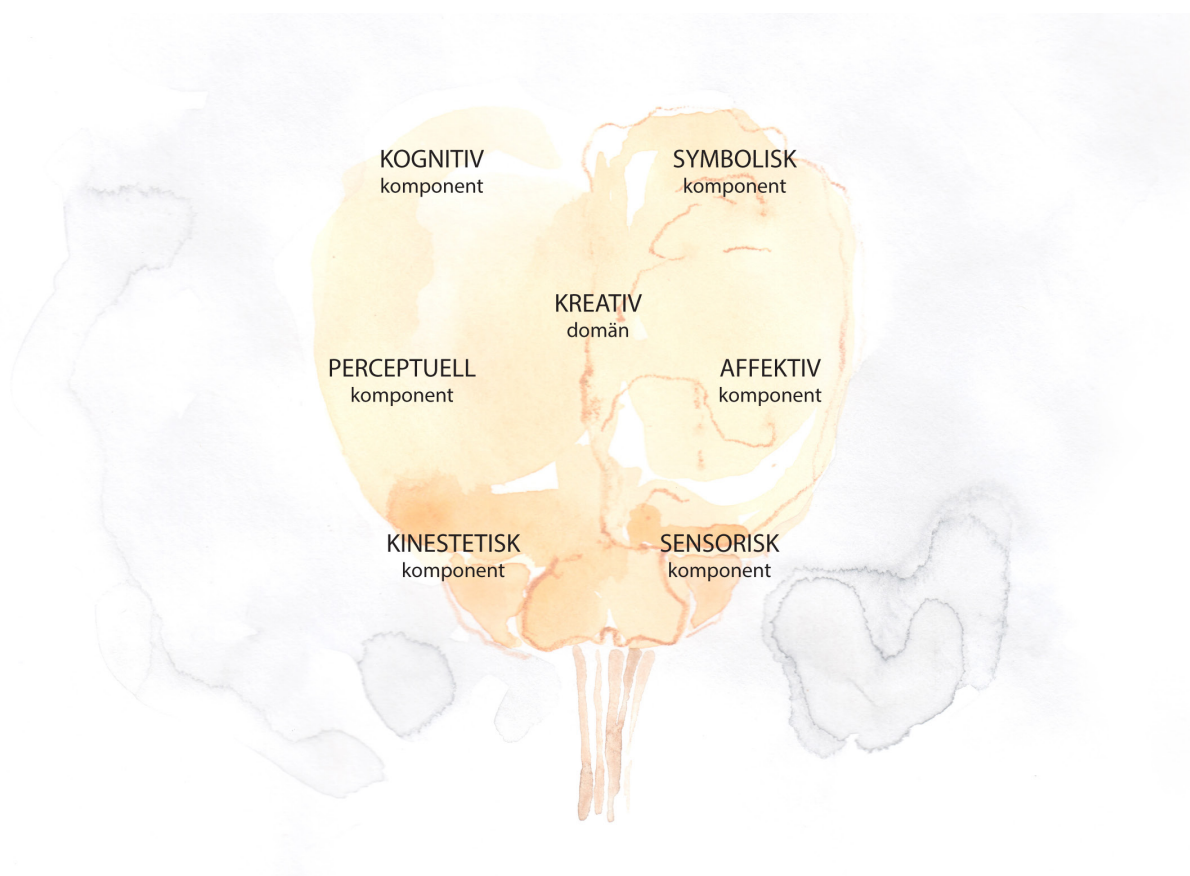 KOGNITIV
komponent
SYMBOLISK
komponent
KREATIV
domän
PERCEPTUELL
komponent
AFFEKTIV
komponent
KINESTETISK
komponent
SENSORISK
komponent